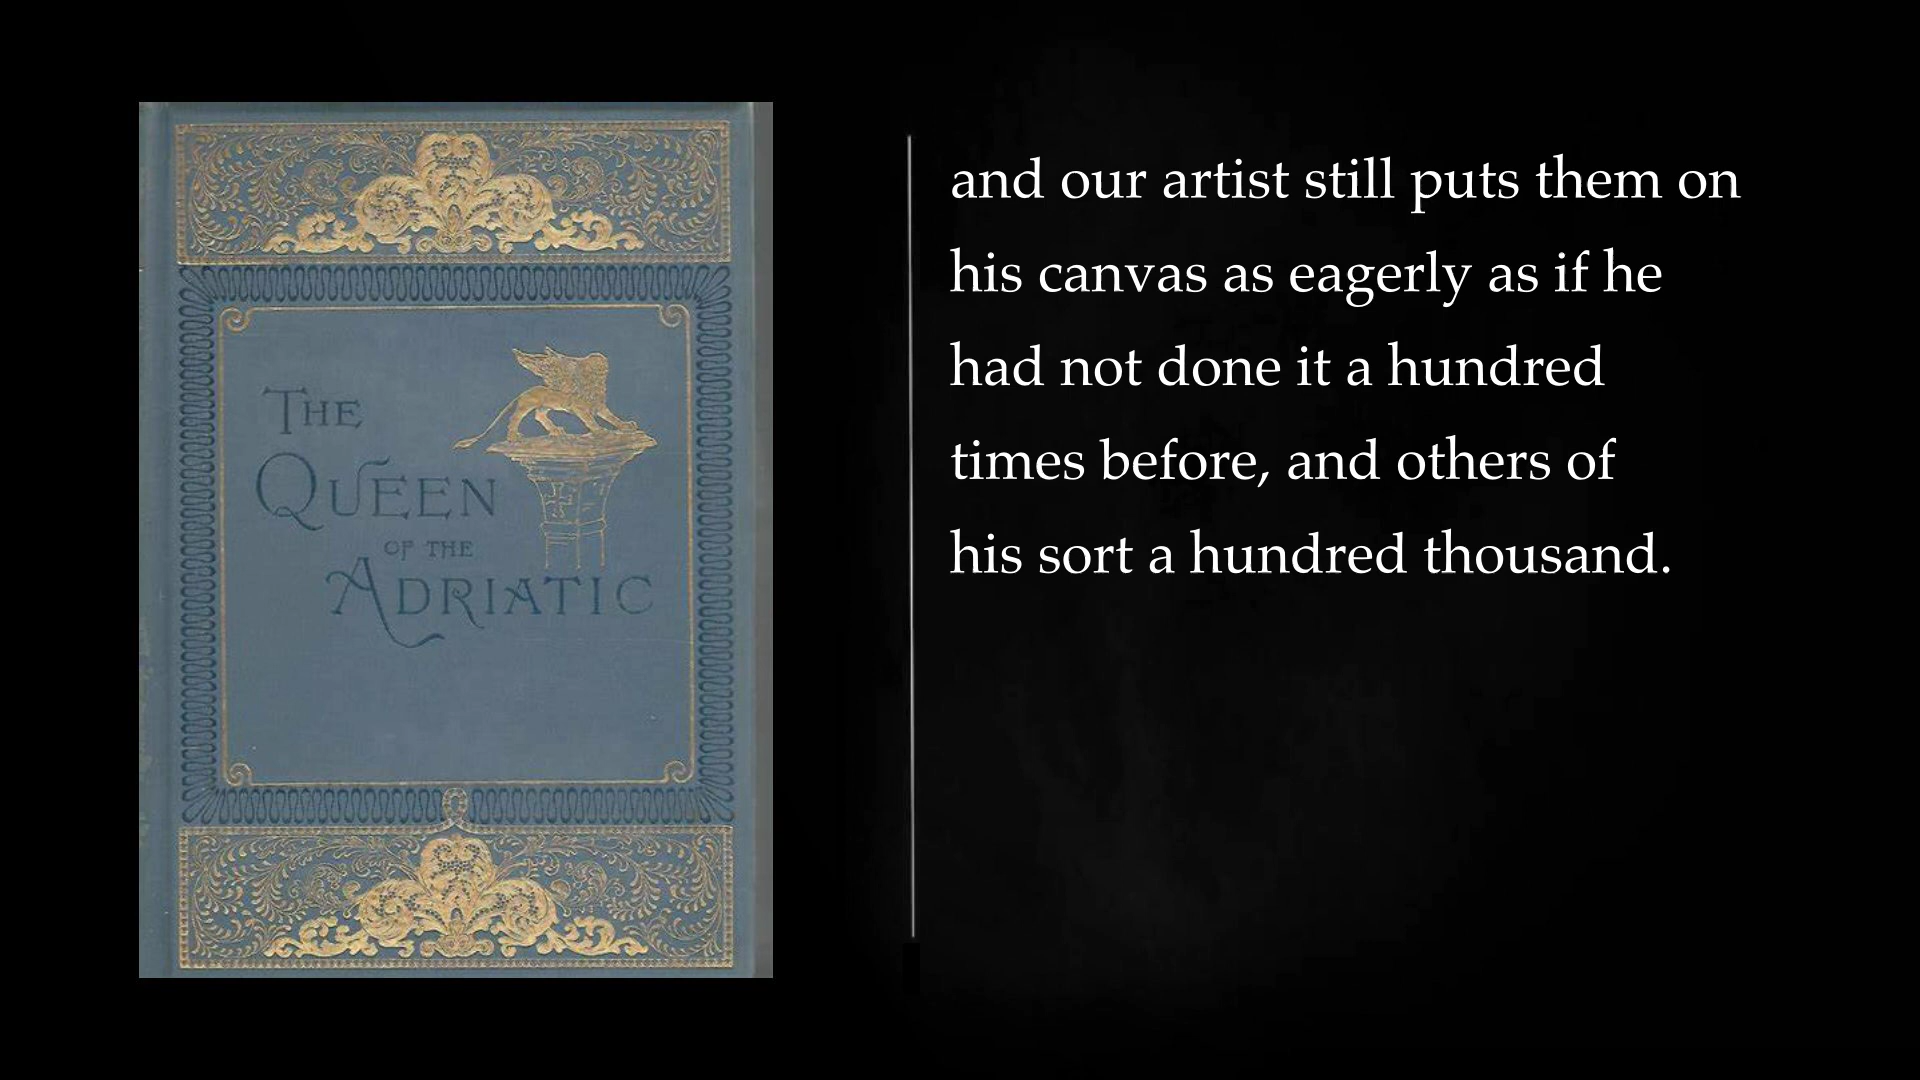 THE
QUEEN
OF THE
ADRIATIC
and our artist still puts them on
his canvas as eagerly as if he
had not done it a hundred
times before, and others of
his sort a hundred thousand.